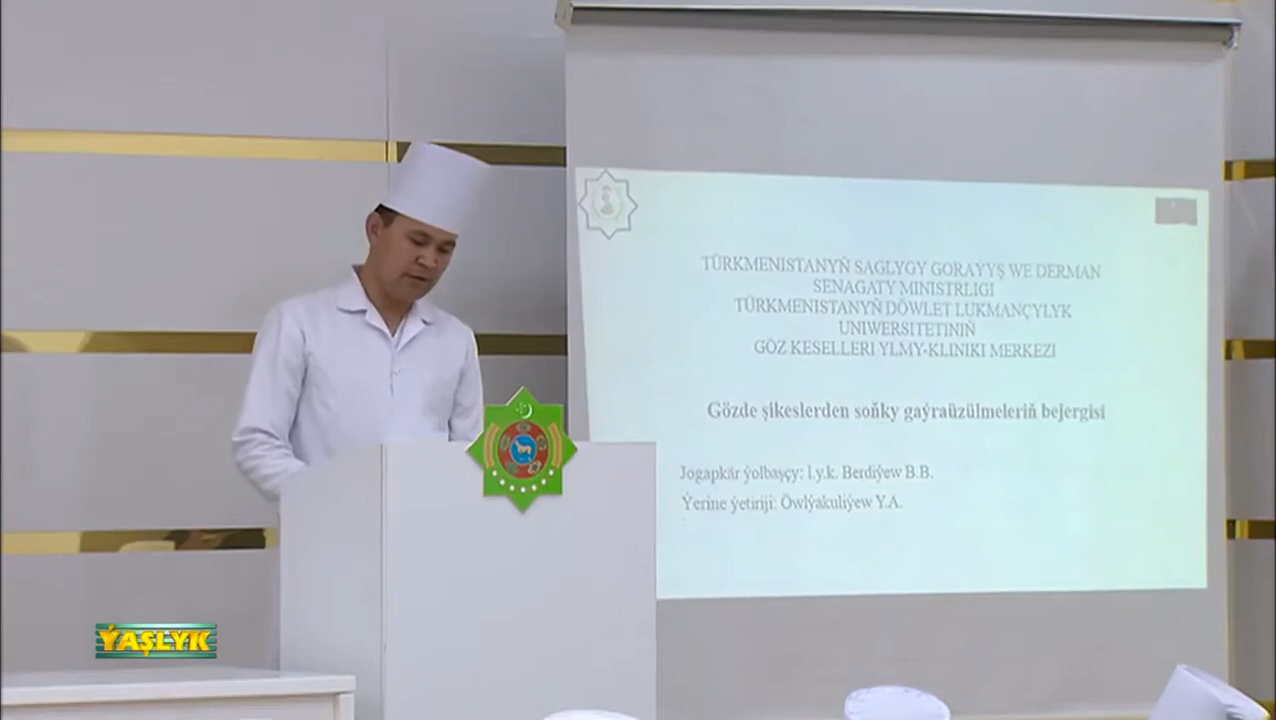 TÜRKMENISTANYŇ SAGLYGY GORAÝYŞ WE DERMAN
SENAGATY MINISTRLIGI
TÜRKMENISTANYŇ DÖWLET LUKMANÇYLYK
UNIWERSITETINIŇ
GÖZ KESELLERI YLMY-KLINIKI MERKEZI
Gözde şikeslerden soňky gaýraüzülmeleriň bejergisi
Jogapkär ýolbaşçy: l.y.k. Berdiýew B.B.
Ýerine ýetiriji: Öwlýakuliýew Y.A.
ÝAŞLYK